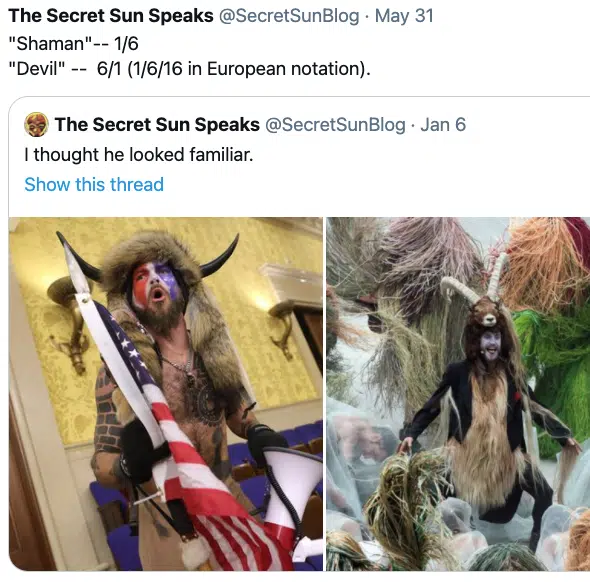 The Secret Sun Speaks @SecretSunBlog · May 31
"Shaman"-- 1/6
"Devil" -- 6/1 (1/6/16 in European notation).
The Secret Sun Speaks @SecretSunBlog · Jan 6
I thought he looked familiar.
Show this thread